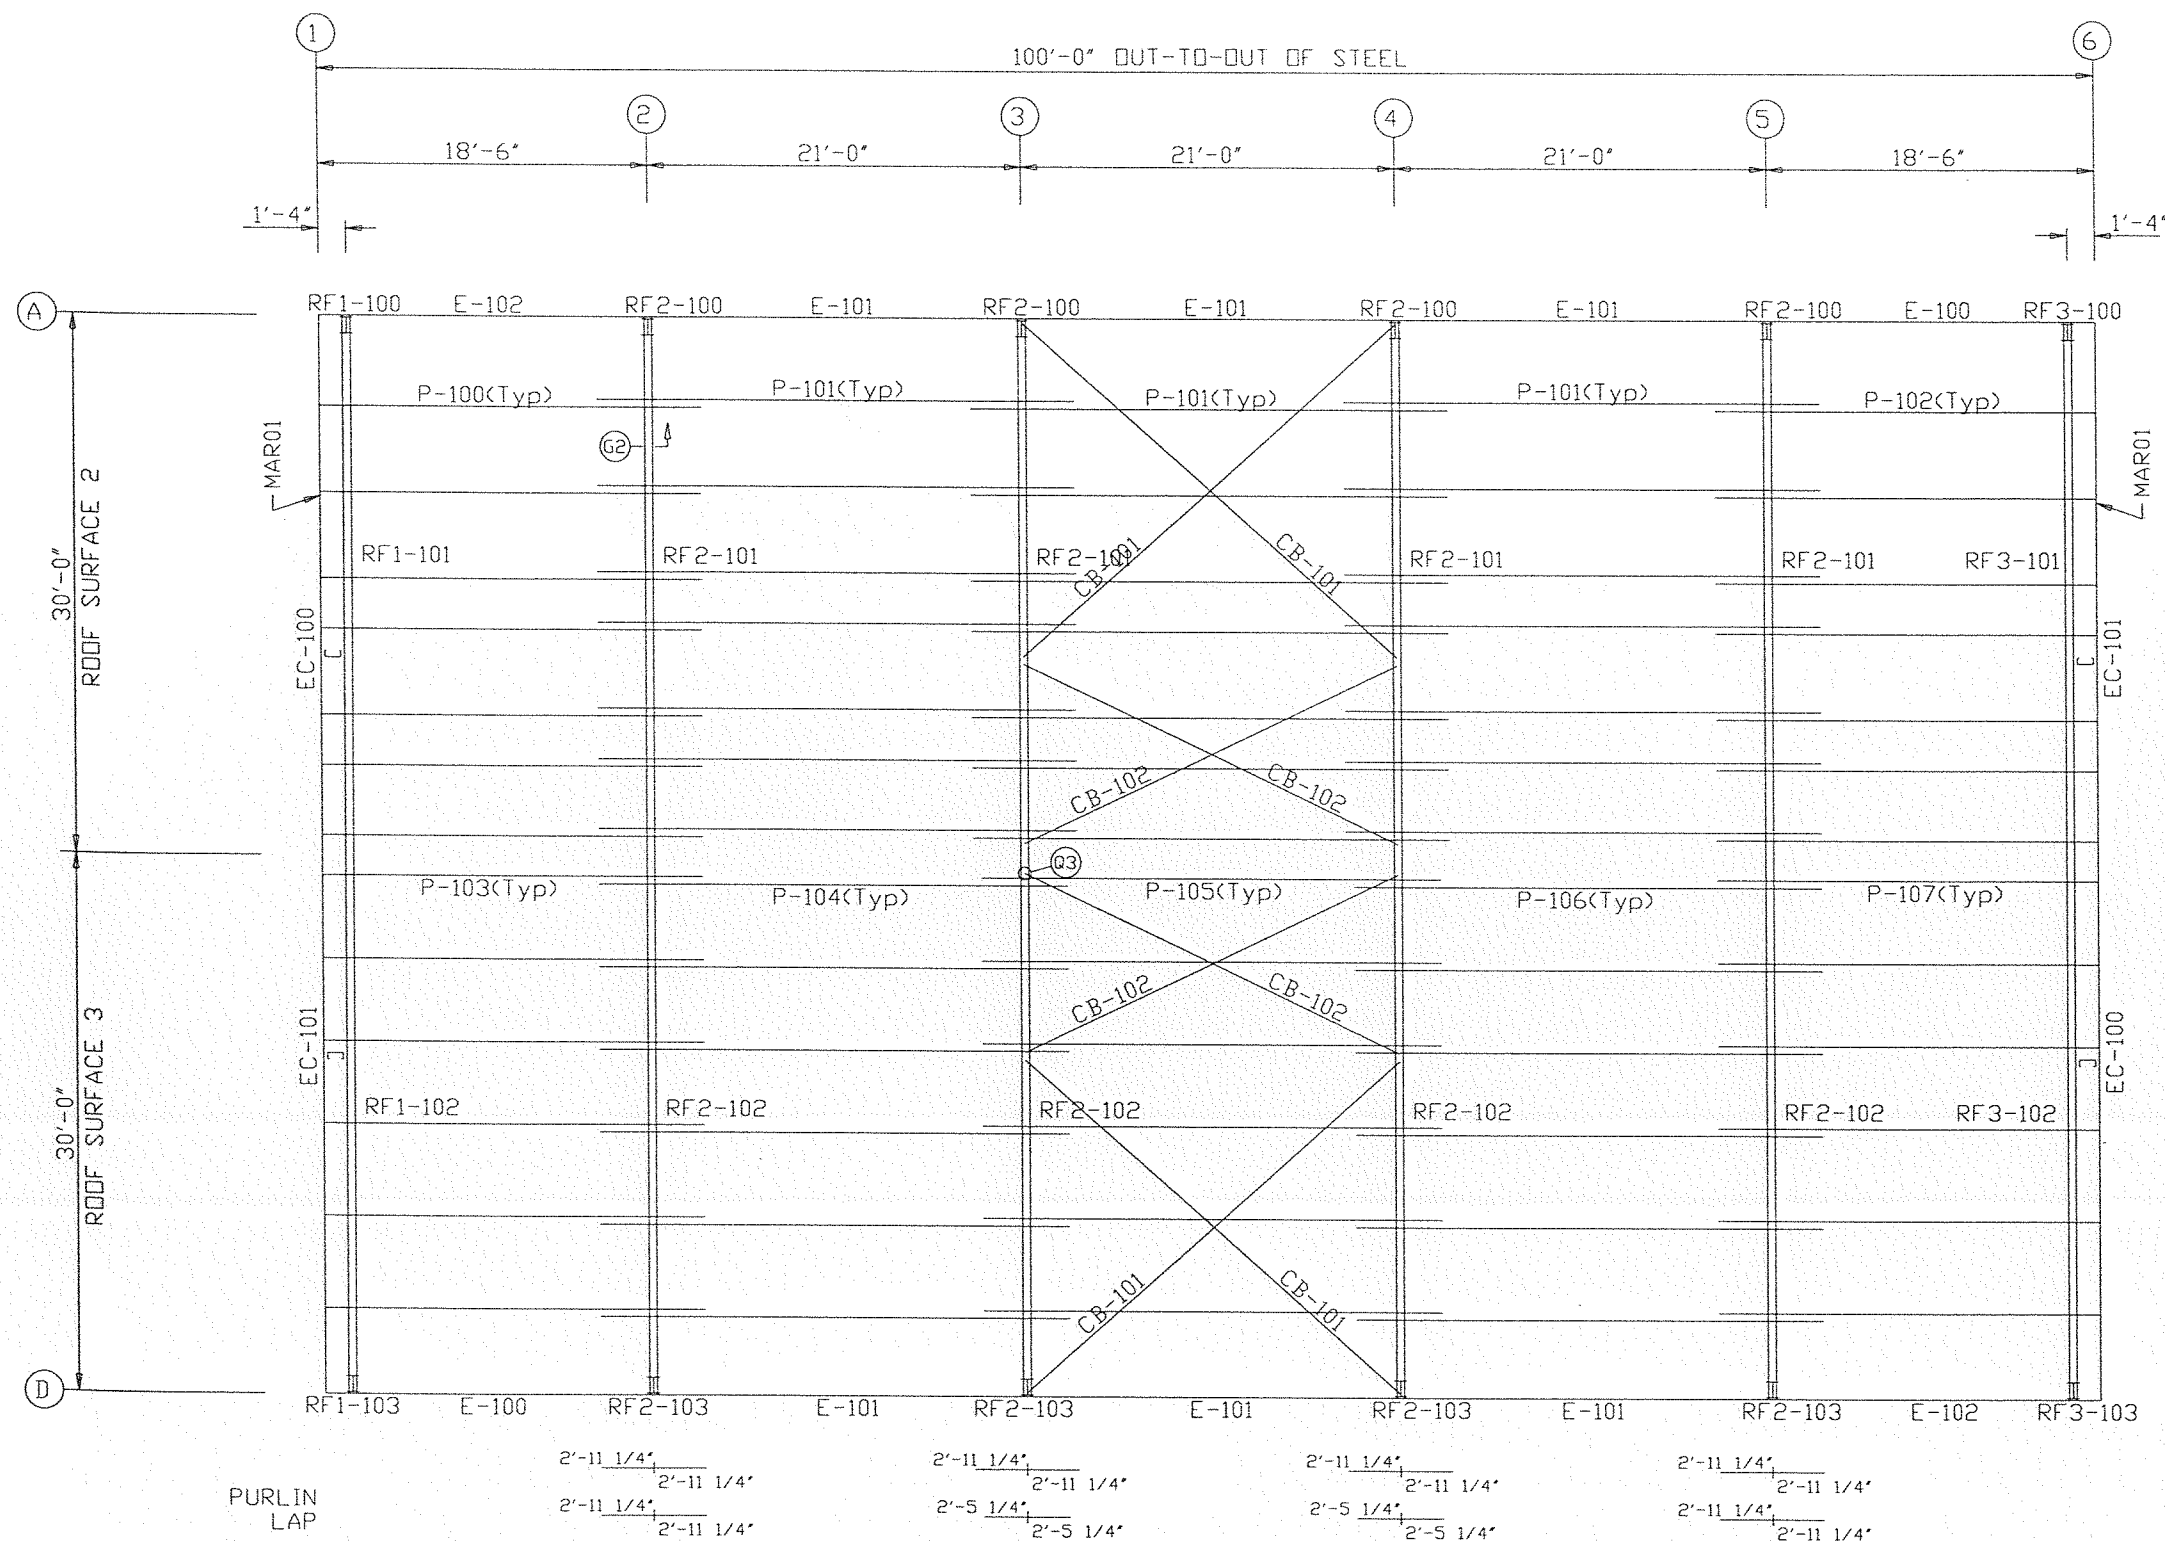 1
6
100'-0" OUT-TO-OUT OF STEEL
2
3
4
5
18'-6"
21'-0"
21'-0"
21'-0"
18'-6"
1'-4"
1'-4"
A
RF1-100
E-102
RF2-100
E-101
RF2-100
E-101
RF2-100
E-101
RF2-100
E-100
RF3-100
P-100(Typ)
P-101(Typ)
P-101(Typ)
P-101(Typ)
P-102(Typ)
G2
MAR01
MAR01
30'-0"
ROOF SURFACE 2
RF1-101
RF2-101
RF2-101
CB-101
CB-101
RF2-101
RF2-101
RF3-101
EC-100
EC-101
CB-102
CB-102
Q3
P-103(Typ)
P-104(Typ)
P-105(Typ)
P-106(Typ)
P-107(Typ)
CB-102
CB-102
30'-0"
ROOF SURFACE 3
EC-101
EC-100
RF1-102
RF2-102
RF2-102
RF2-102
RF2-102
RF3-102
CB-101
CB-101
D
RF1-103
E-100
RF2-103
E-101
RF2-103
E-101
RF2-103
E-101
RF2-103
E-102
RF3-103
2'-11 1/4"
2'-11 1/4"
2'-11 1/4"
2'-11 1/4"
2'-11 1/4"
2'-11 1/4"
2'-11 1/4"
2'-11 1/4"
PURLIN
LAP
2'-11 1/4"
2'-11 1/4"
2'-5 1/4"
2'-5 1/4"
2'-5 1/4"
2'-5 1/4"
2'-11 1/4"
2'-11 1/4"